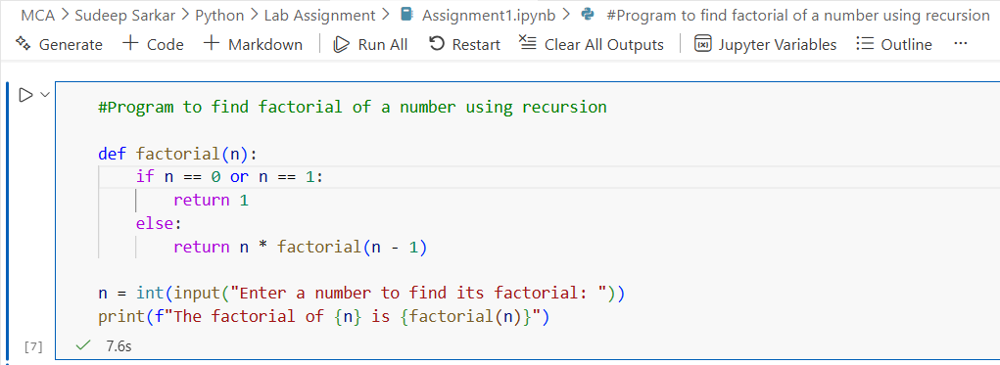 MCA > Sudeep Sarkar > Python > Lab Assignment > Assignment1.ipynb > #Program to find factorial of a number using recursion
Generate + Code + Markdown | Run All Restart Clear All Outputs | Jupyter Variables Outline ···
#Program to find factorial of a number using recursion
def factorial(n):
    if n == 0 or n == 1:
        return 1
    else:
        return n * factorial(n - 1)
n = int(input("Enter a number to find its factorial: "))
print(f"The factorial of {n} is {factorial(n)}")
[7] ✓ 7.6s